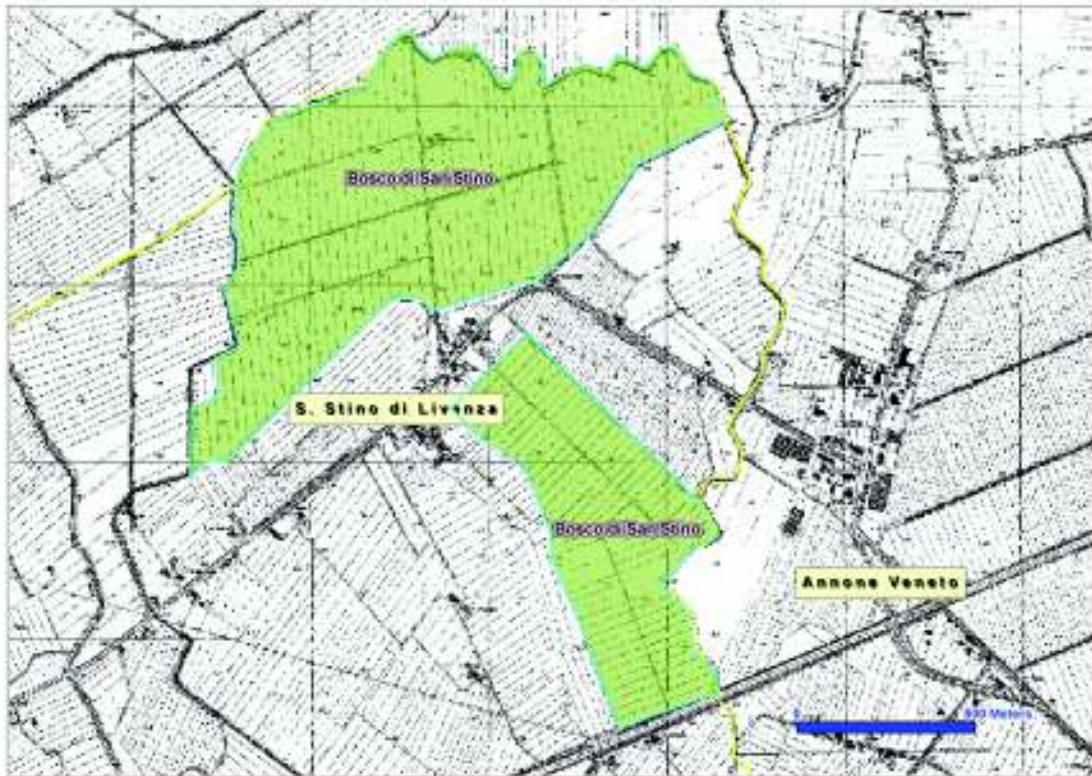 Bosco di San Stino
S. Stino di Livenza
Bosco di San Stino
Annone Veneto
0
500 Meters